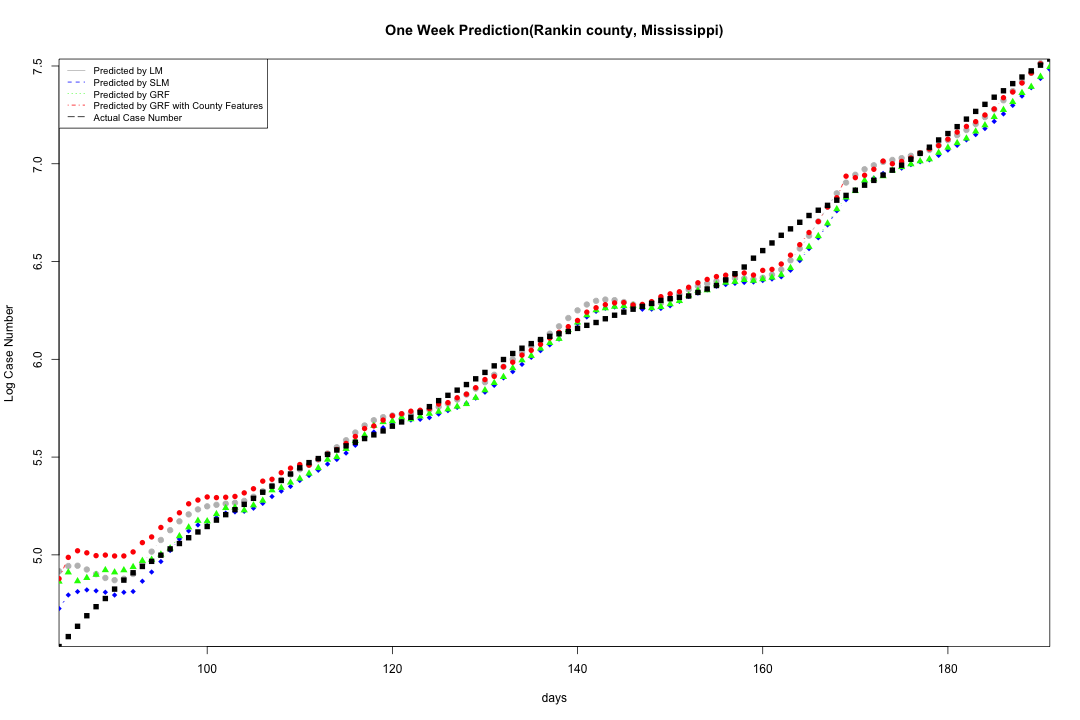 One Week Prediction(Rankin county, Mississippi)
Predicted by LM
Predicted by SLM
Predicted by GRF
Predicted by GRF with County Features
Actual Case Number
7.5
7.0
6.5
6.0
5.5
5.0
Log Case Number
100 120 140 160 180
days